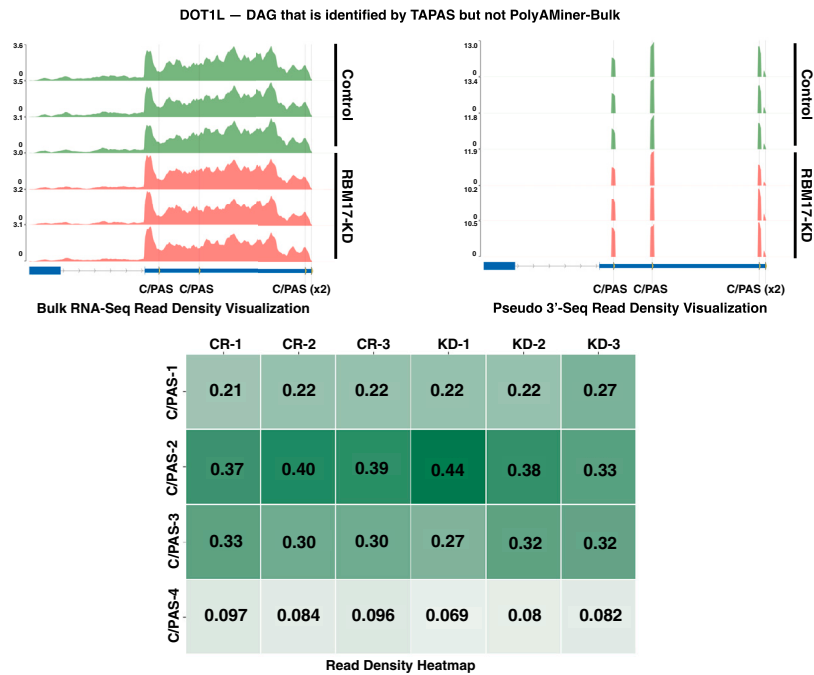 DOT1L — DAG that is identified by TAPAS but not PolyAMiner-Bulk
3.6
0
3.5
0
3.1
0
3.0
0
3.2
0
3.1
0
Control
RBM17-KD
C/PAS C/PAS C/PAS (x2)
Bulk RNA-Seq Read Density Visualization
13.0
0
13.4
0
11.8
0
11.9
0
10.2
0
10.5
0
Control
RBM17-KD
C/PAS C/PAS C/PAS (x2)
Pseudo 3'-Seq Read Density Visualization
CR-1 CR-2 CR-3 KD-1 KD-2 KD-3
C/PAS-1 0.21 0.22 0.22 0.22 0.22 0.27
C/PAS-2 0.37 0.40 0.39 0.44 0.38 0.33
C/PAS-3 0.33 0.30 0.30 0.27 0.32 0.32
C/PAS-4 0.097 0.084 0.096 0.069 0.08 0.082
Read Density Heatmap